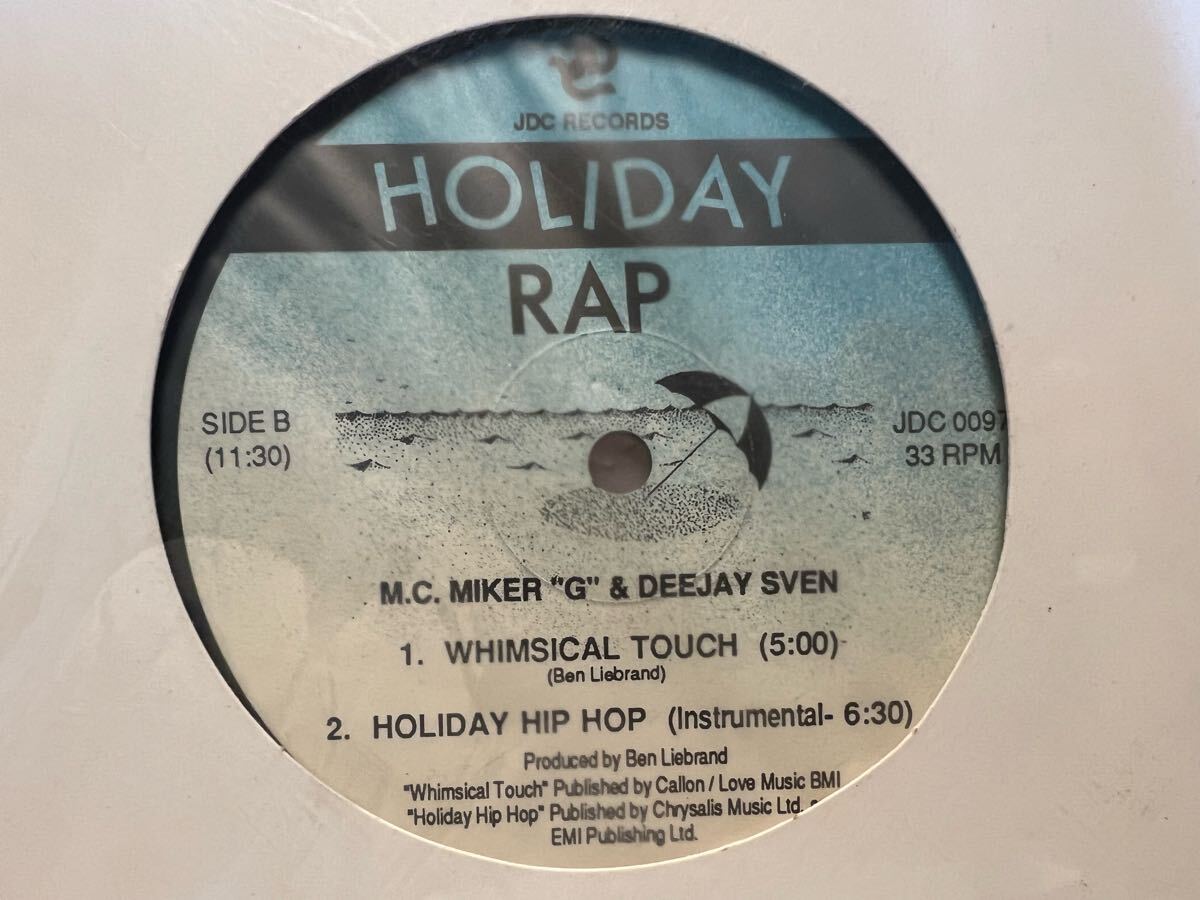 JDC RECORDS
HOLIDAY
RAP
SIDE B
(11:30)
JDC 0097
33 RPM
M.C. MIKER "G" & DEEJAY SVEN
1. WHIMSICAL TOUCH (5:00)
(Ben Liebrand)
2. HOLIDAY HIP HOP (Instrumental- 6:30)
Produced by Ben Liebrand
"Whimsical Touch" Published by Callon / Love Music BMI
"Holiday Hip Hop" Published by Chrysalis Music Ltd.
EMI Publishing Ltd.